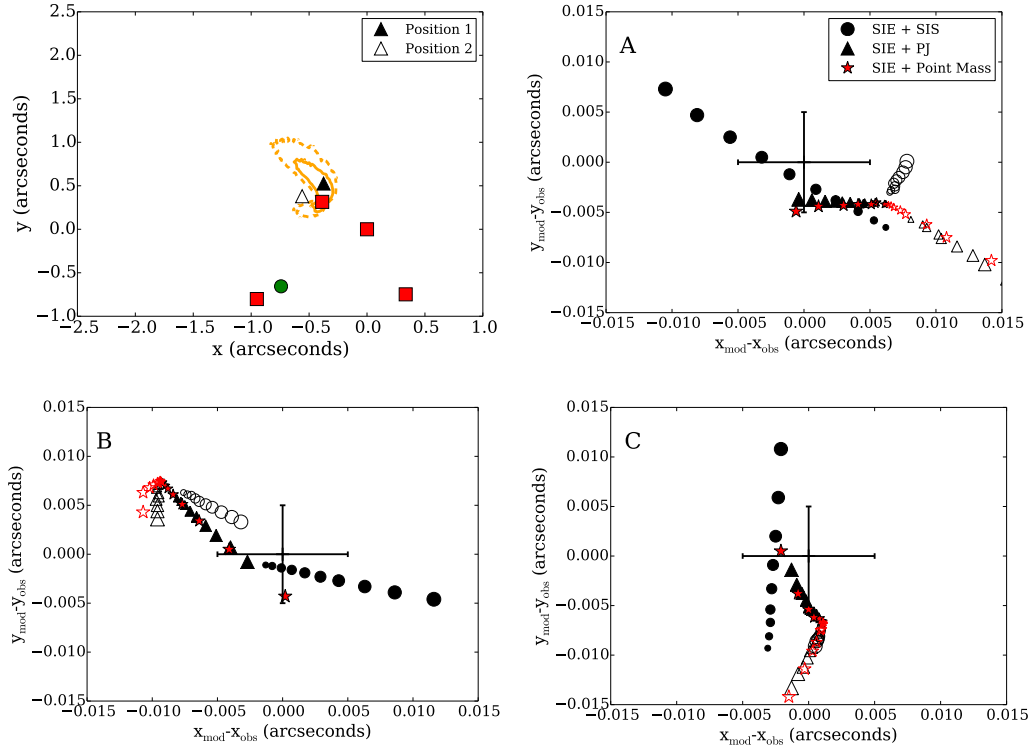 2.5
2.0
1.5
1.0
0.5
0.0
−0.5
−1.0
−2.5 −2.0 −1.5 −1.0 −0.5 0.0 0.5 1.0
x (arcseconds)
y (arcseconds)
Position 1
Position 2
A
SIE + SIS
SIE + PJ
SIE + Point Mass
0.015
0.010
0.005
0.000
−0.005
−0.010
−0.015
−0.015 −0.010 −0.005 0.000 0.005 0.010 0.015
xmod-xobs (arcseconds)
ymod-yobs (arcseconds)
B
0.015
0.010
0.005
0.000
−0.005
−0.010
−0.015
−0.015 −0.010 −0.005 0.000 0.005 0.010 0.015
xmod-xobs (arcseconds)
ymod-yobs (arcseconds)
C
0.015
0.010
0.005
0.000
−0.005
−0.010
−0.015
−0.015 −0.010 −0.005 0.000 0.005 0.010 0.015
xmod-xobs (arcseconds)
ymod-yobs (arcseconds)